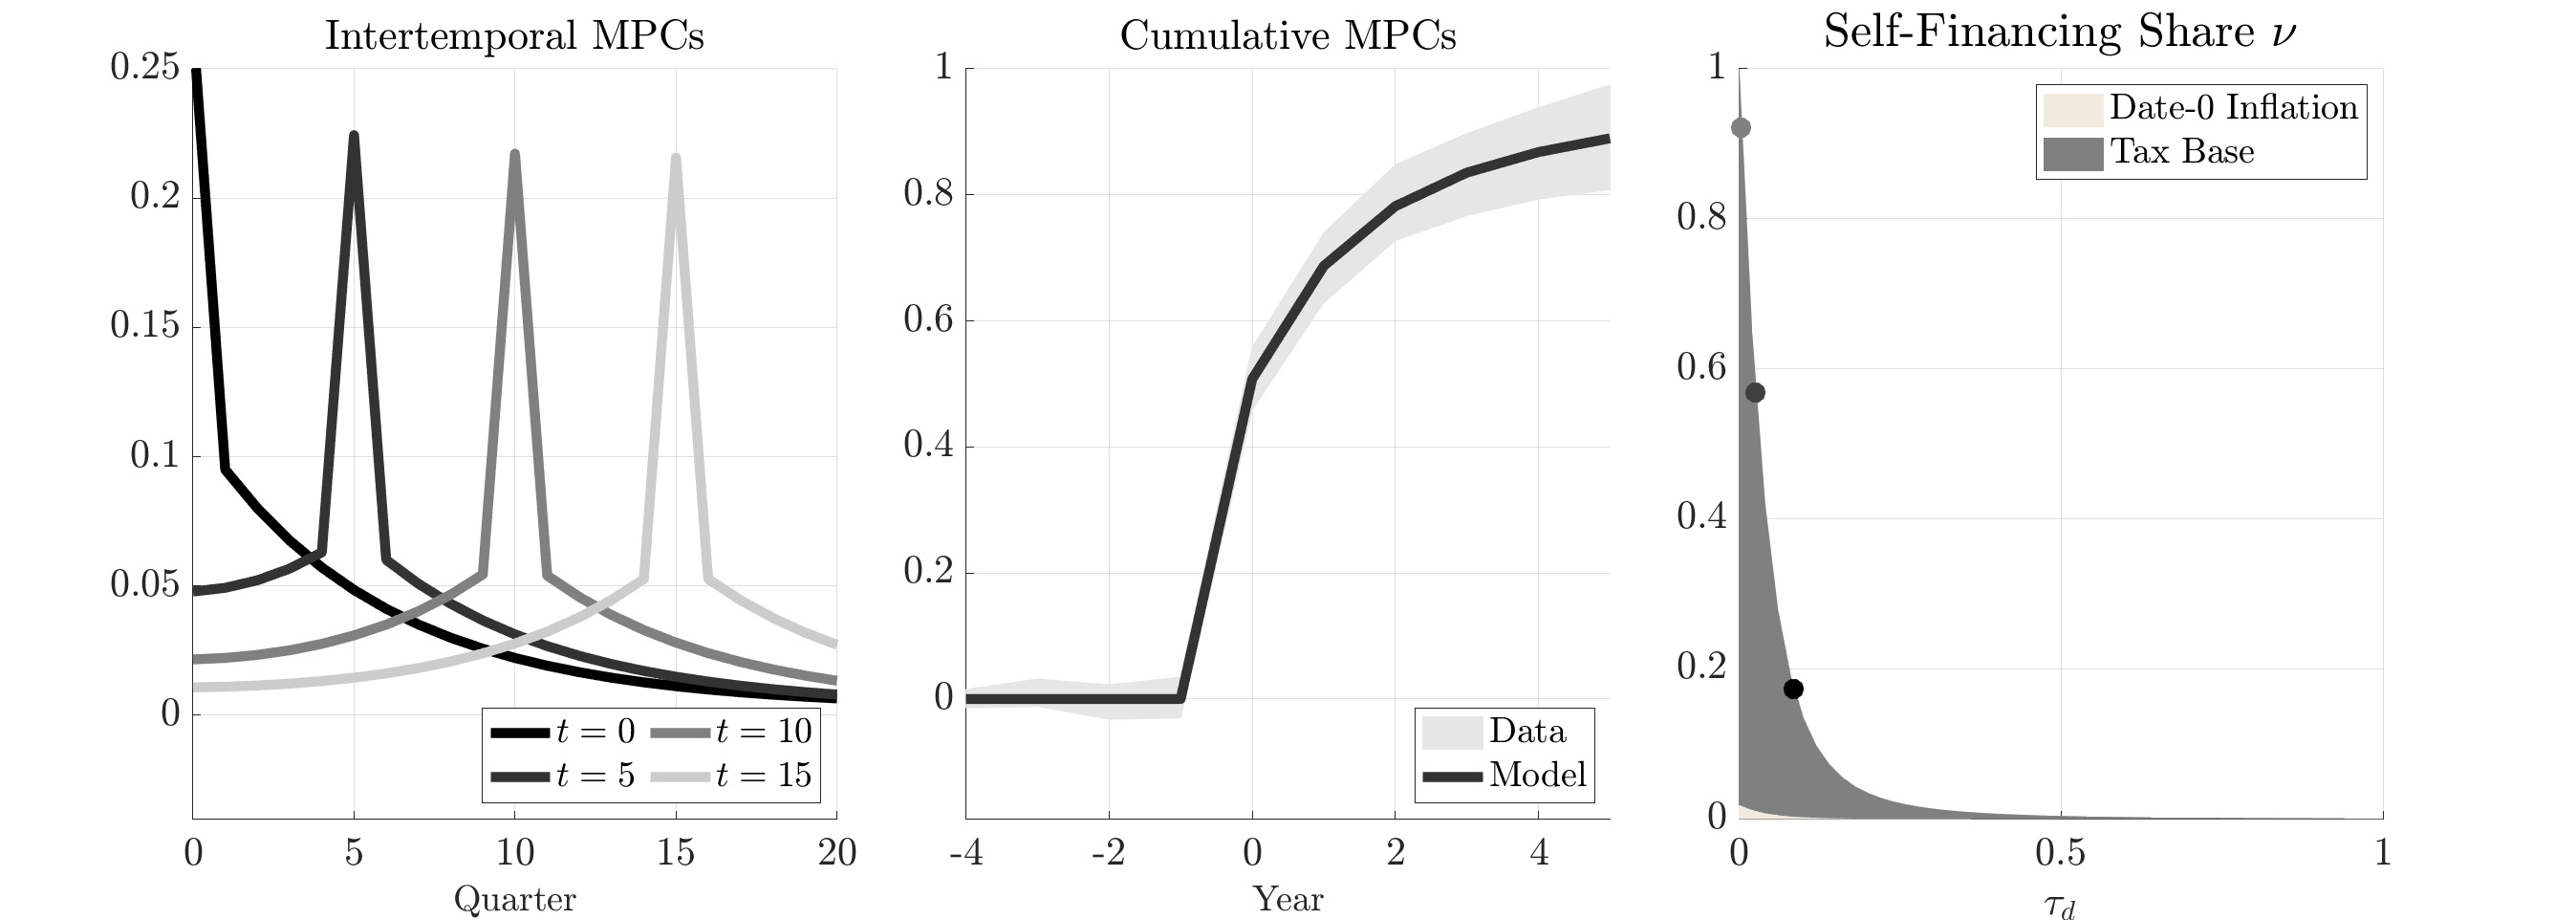 Intertemporal MPCs
0.25
0.2
0.15
0.1
0.05
0
0
5
10
15
20
Quarter
t = 0
t = 10
t = 5
t = 15
Cumulative MPCs
1
0.8
0.6
0.4
0.2
0
-4
-2
0
2
4
Year
Data
Model
Self-Financing Share ν
1
0.8
0.6
0.4
0.2
0
0
0.5
1
τ_d
Date-0 Inflation
Tax Base